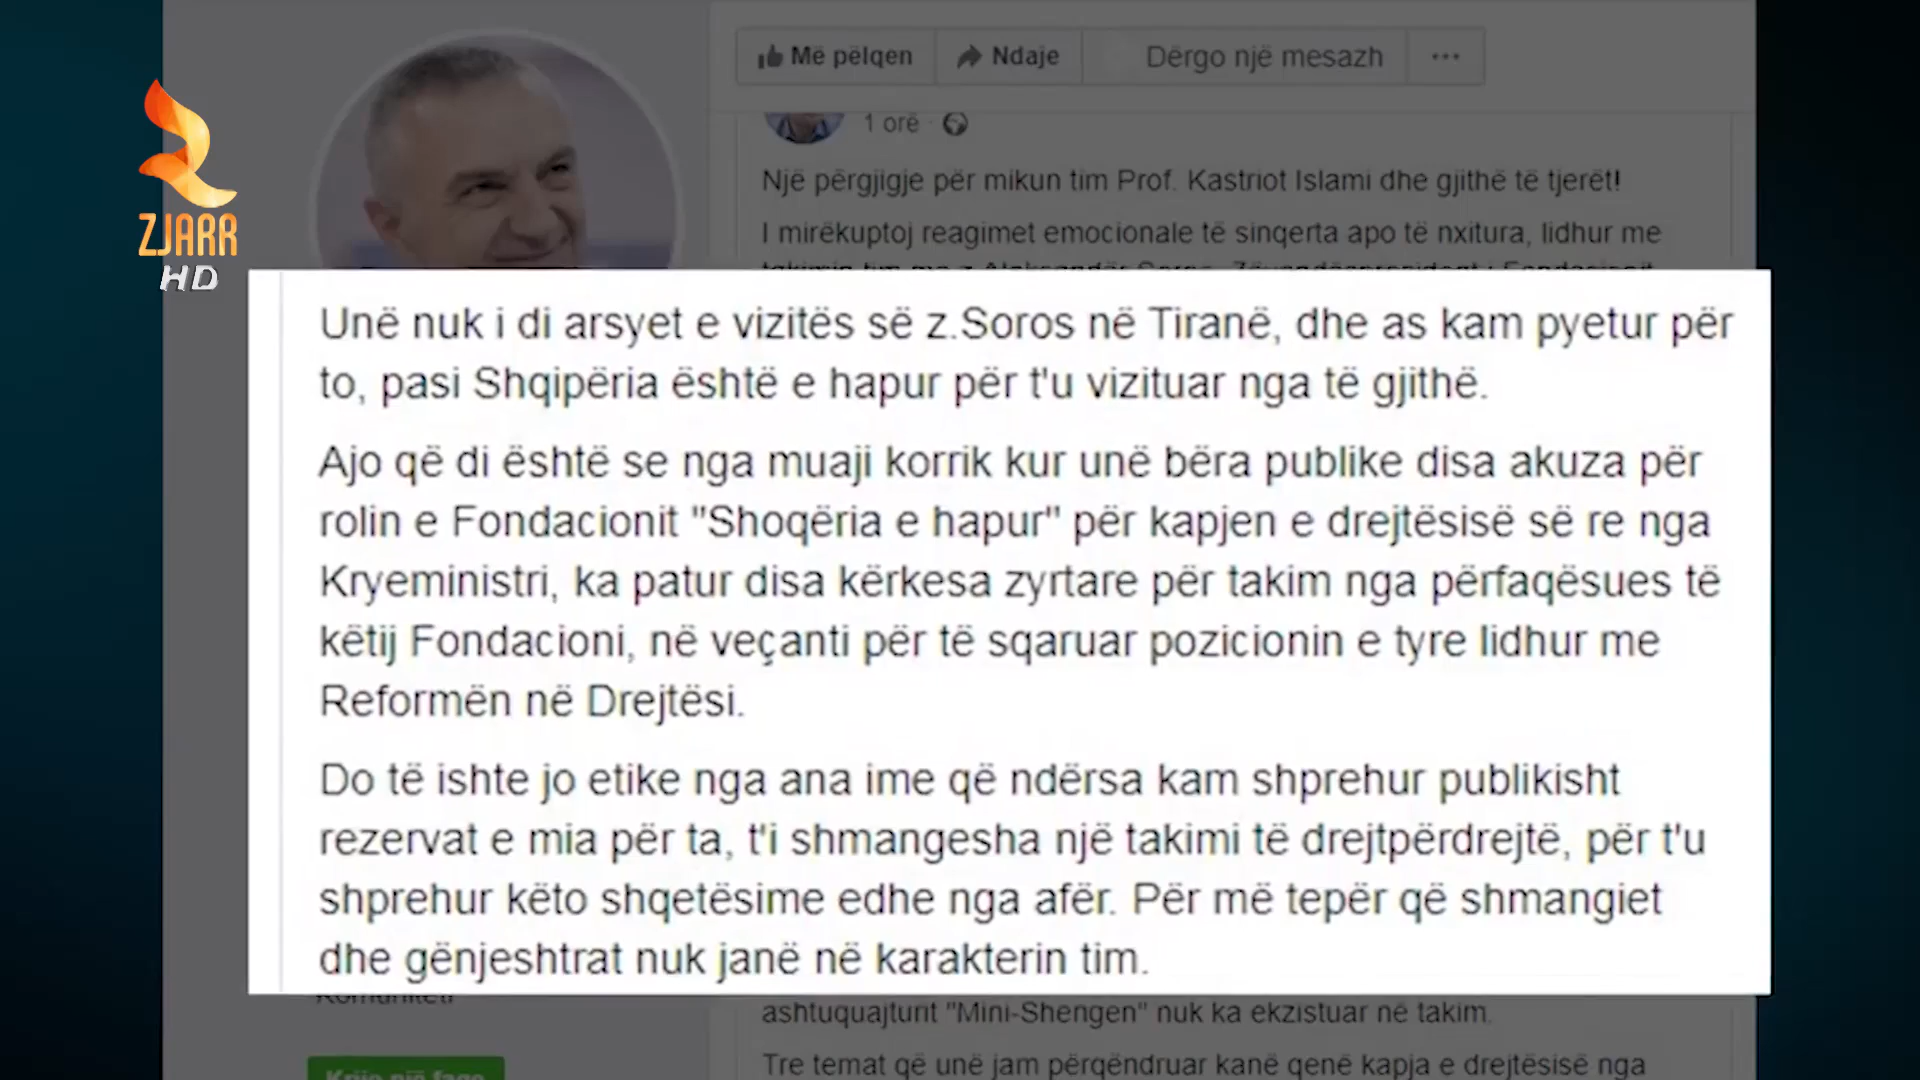 Më pëlqen
Ndaje
Dërgo një mesazh
1 orë ·
Një përgjigje për mikun tim Prof. Kastriot Islami dhe gjithë të tjerët!
I mirëkuptoj reagimet emocionale të sinqerta apo të nxitura, lidhur me
ZJARR
HD
Unë nuk i di arsyet e vizitës së z.Soros në Tiranë, dhe as kam pyetur për
to, pasi Shqipëria është e hapur për t'u vizituar nga të gjithë.
Ajo që di është se nga muaji korrik kur unë bëra publike disa akuza për
rolin e Fondacionit "Shoqëria e hapur" për kapjen e drejtësisë së re nga
Kryeministri, ka patur disa kërkesa zyrtare për takim nga përfaqësues të
këtij Fondacioni, në veçanti për të sqaruar pozicionin e tyre lidhur me
Reformën në Drejtësi.
Do të ishte jo etike nga ana ime që ndërsa kam shprehur publikisht
rezervat e mia për ta, t'i shmangesha një takimi të drejtpërdrejtë, për t'u
shprehur këto shqetësime edhe nga afër. Për më tepër që shmangiet
dhe gënjeshtrat nuk janë në karakterin tim.
ashtuquajturit "Mini-Shengen" nuk ka ekzistuar në takim.
Tre temat që unë jam përqëndruar kanë qenë kapja e drejtësisë nga